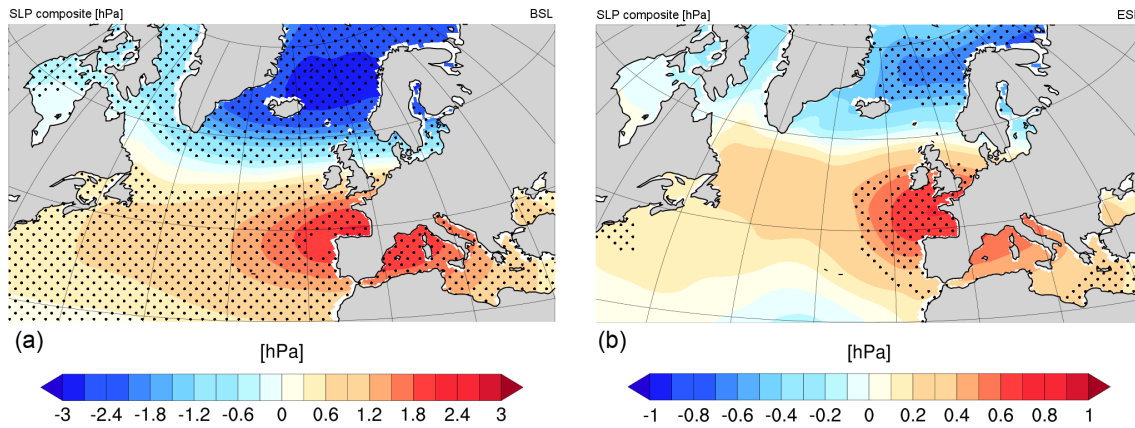 SLP composite [hPa] BSL
SLP composite [hPa] ESL
(a) [hPa]
(b) [hPa]
-3 -2.4 -1.8 -1.2 -0.6 0 0.6 1.2 1.8 2.4 3
-1 -0.8 -0.6 -0.4 -0.2 0 0.2 0.4 0.6 0.8 1